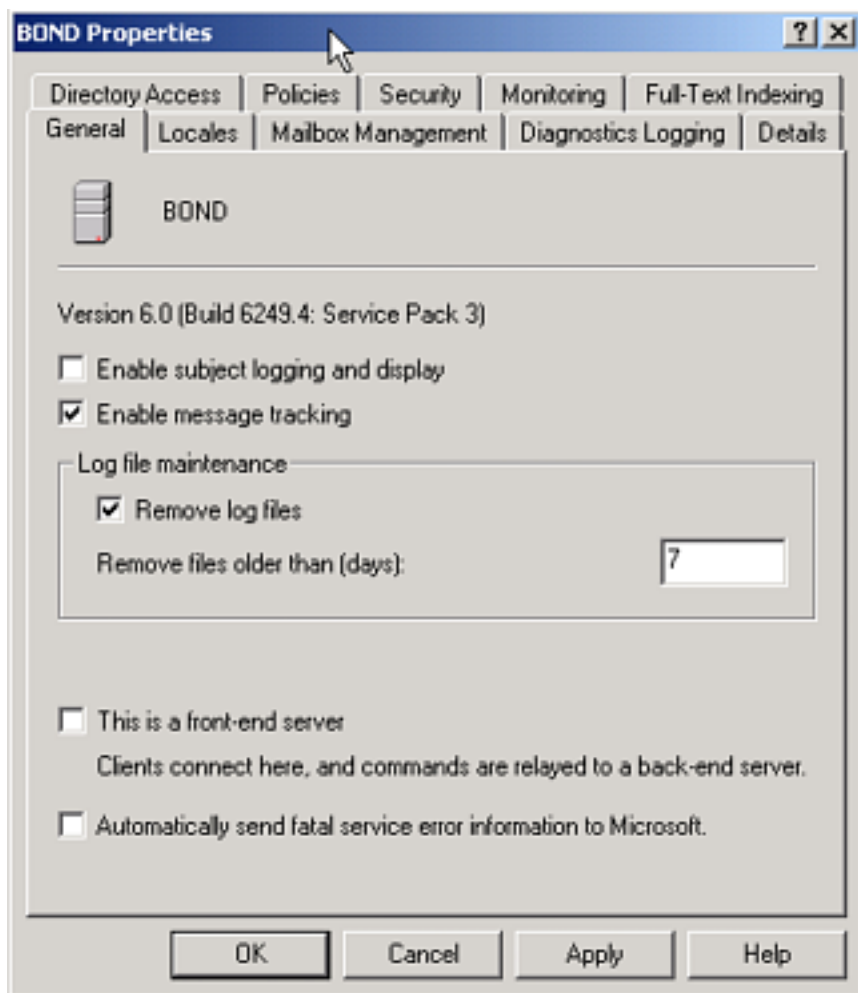 BOND Properties
Directory Access Policies Security Monitoring Full-Text Indexing
General Locales Mailbox Management Diagnostics Logging Details
BOND
Version 6.0 (Build 6249.4: Service Pack 3)
Enable subject logging and display
Enable message tracking
Log file maintenance
Remove log files
Remove files older than (days): 7
This is a front-end server
Clients connect here, and commands are relayed to a back-end server.
Automatically send fatal service error information to Microsoft.
OK Cancel Apply Help